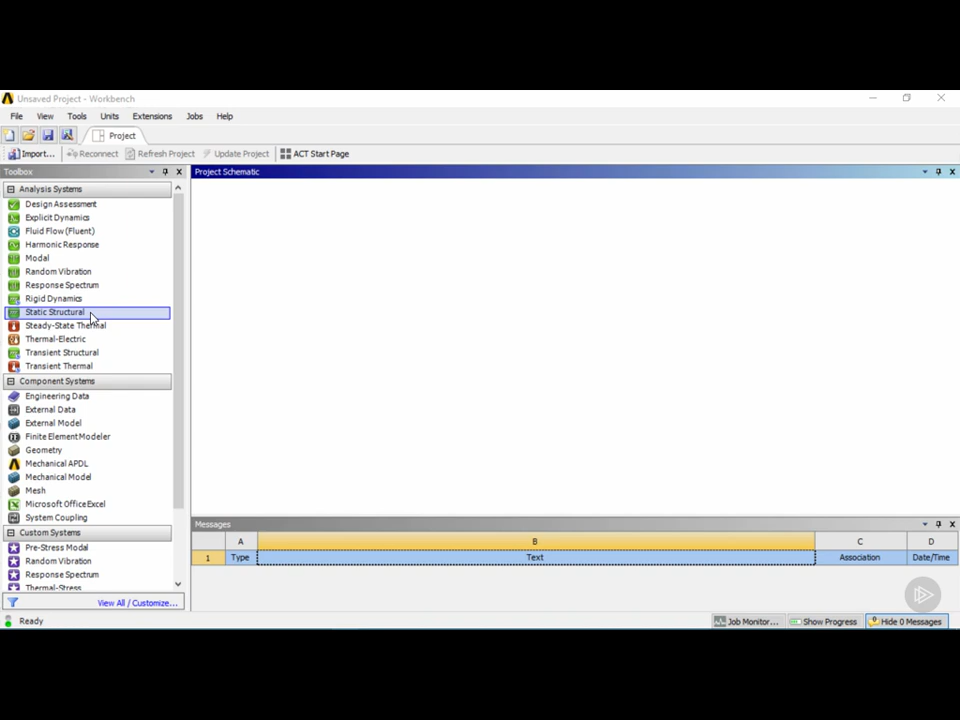 Unsaved Project - Workbench
File View Tools Units Extensions Jobs Help
Project
Import... Reconnect Refresh Project Update Project ACT Start Page
Toolbox
Analysis Systems
Design Assessment
Explicit Dynamics
Fluid Flow (Fluent)
Harmonic Response
Modal
Random Vibration
Response Spectrum
Rigid Dynamics
Static Structural
Steady-State Thermal
Thermal-Electric
Transient Structural
Transient Thermal
Component Systems
Engineering Data
External Data
External Model
Finite Element Modeler
Geometry
Mechanical APDL
Mechanical Model
Mesh
Microsoft Office Excel
System Coupling
Custom Systems
Pre-Stress Modal
Random Vibration
Response Spectrum
Thermal-Stress
View All / Customize...
Project Schematic
Messages
A B C D
1 Type Text Association Date/Time
Ready
Job Monitor... Show Progress Hide 0 Messages